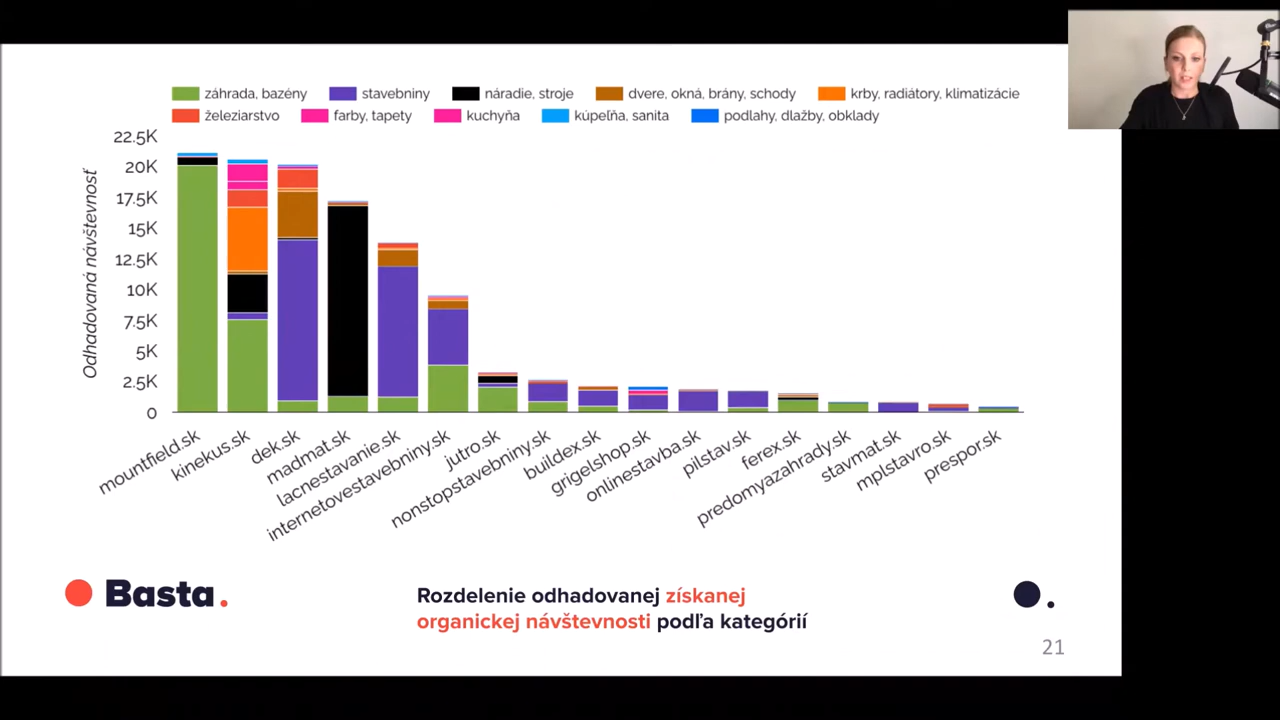 záhrada, bazény stavebniny náradie, stroje dvere, okná, brány, schody krby, radiátory, klimatizácie
železiarstvo farby, tapety kuchyňa kúpeľňa, sanita podlahy, dlažby, obklady
Odhadovaná návštevnosť
22.5K
20K
17.5K
15K
12.5K
10K
7.5K
5K
2.5K
0
mountfield.sk
kinekus.sk
dek.sk
madmat.sk
lacnestavanie.sk
internetovestavebniny.sk
jutro.sk
nonstopstavebniny.sk
buildex.sk
grigelshop.sk
onlinestavba.sk
pilstav.sk
ferex.sk
predomyazahrady.sk
stavmat.sk
mplstavro.sk
prespor.sk
Basta.
Rozdelenie odhadovanej získanej
organickej návštevnosti podľa kategórií
21